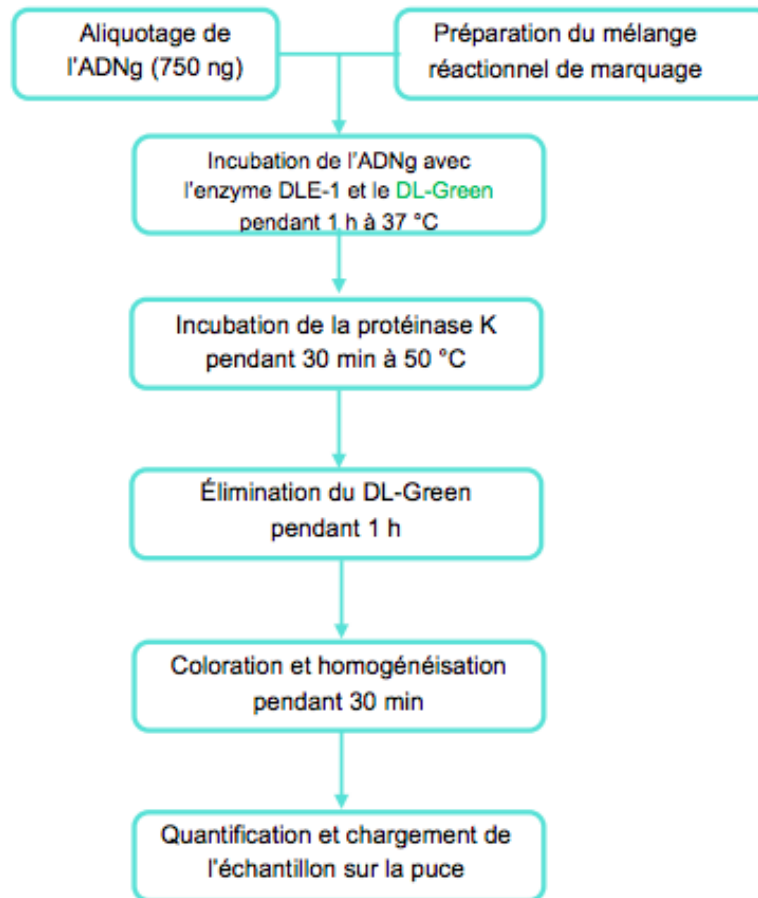 Aliquotage de
l'ADNg (750 ng)
Préparation du mélange
réactionnel de marquage
Incubation de l'ADNg avec
l'enzyme DLE-1 et le DL-Green
pendant 1 h à 37 °C
Incubation de la protéinase K
pendant 30 min à 50 °C
Élimination du DL-Green
pendant 1 h
Coloration et homogénéisation
pendant 30 min
Quantification et chargement de
l'échantillon sur la puce